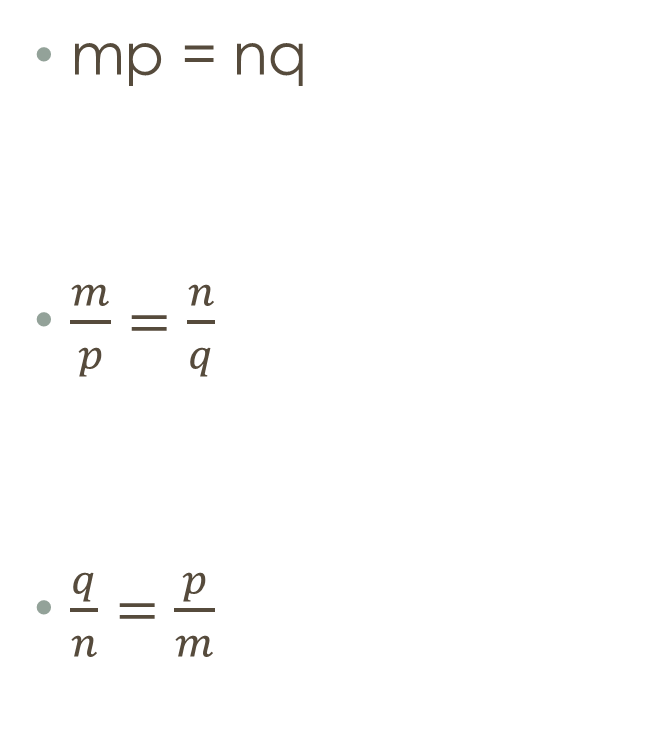 • mp = nq
• m/p = n/q
• q/n = p/m